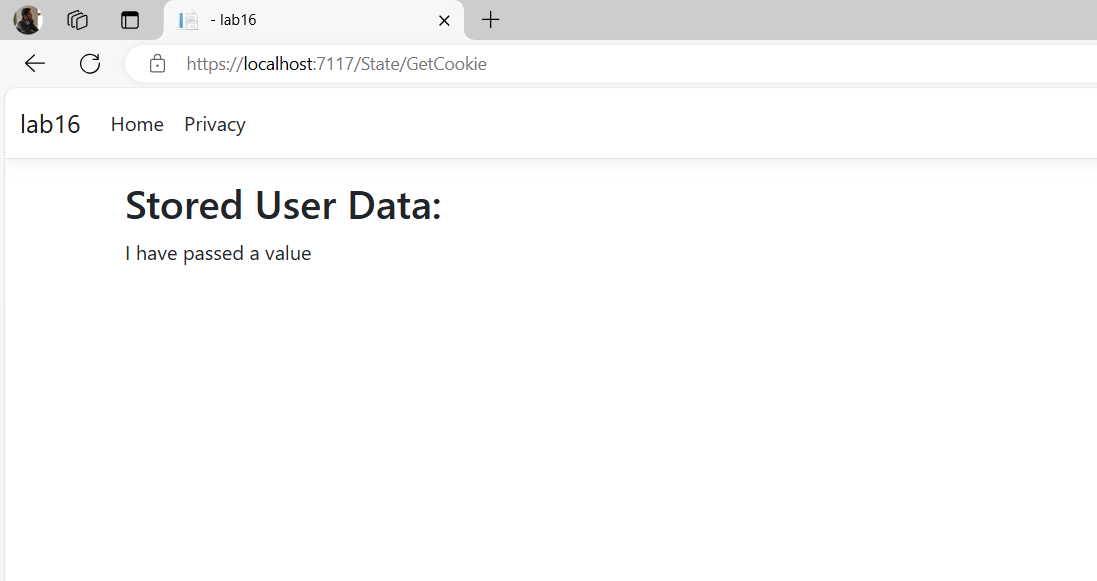 - lab16
https://localhost:7117/State/GetCookie
lab16 Home Privacy
Stored User Data:
I have passed a value